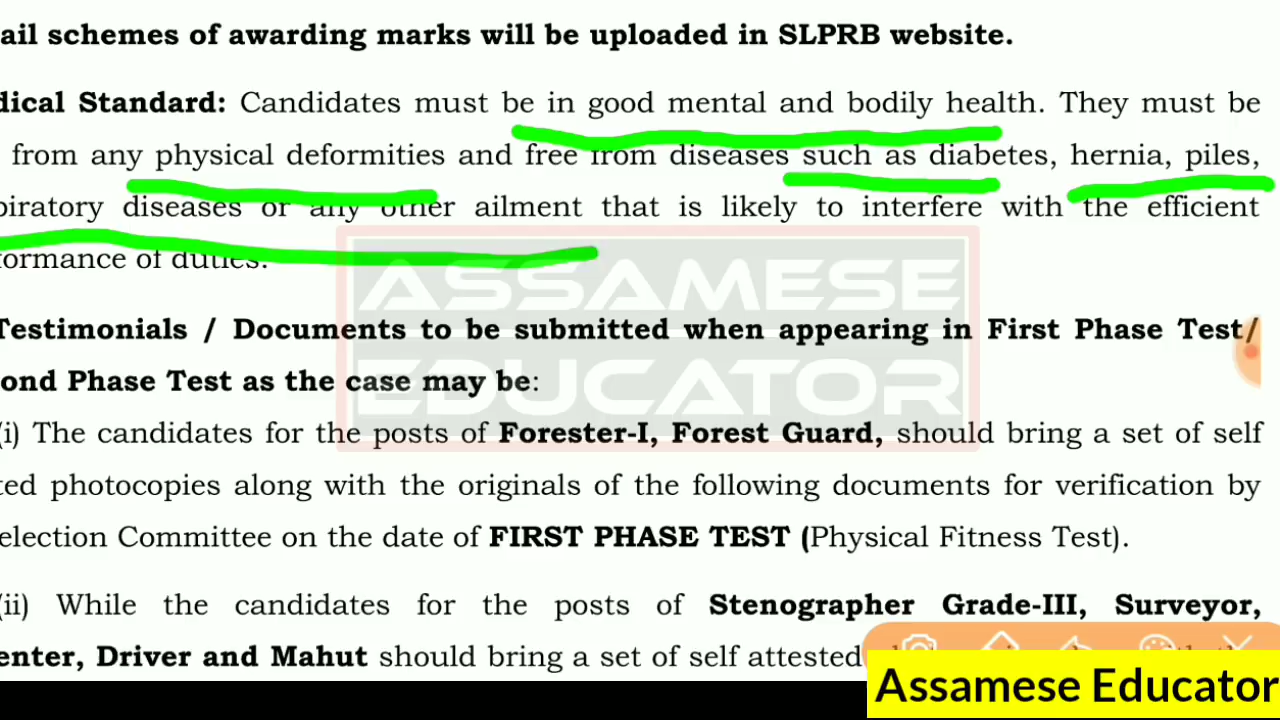 ail schemes of awarding marks will be uploaded in SLPRB website.
dical Standard: Candidates must be in good mental and bodily health. They must be
from any physical deformities and free from diseases such as diabetes, hernia, piles,
piratory diseases or any other ailment that is likely to interfere with the efficient
formance of duties.
ASSAMESE
EDUCATOR
Testimonials / Documents to be submitted when appearing in First Phase Test/
ond Phase Test as the case may be:
(i) The candidates for the posts of Forester-I, Forest Guard, should bring a set of self
ted photocopies along with the originals of the following documents for verification by
election Committee on the date of FIRST PHASE TEST (Physical Fitness Test).
(ii) While the candidates for the posts of Stenographer Grade-III, Surveyor,
enter, Driver and Mahut should bring a set of self attested
Assamese Educator